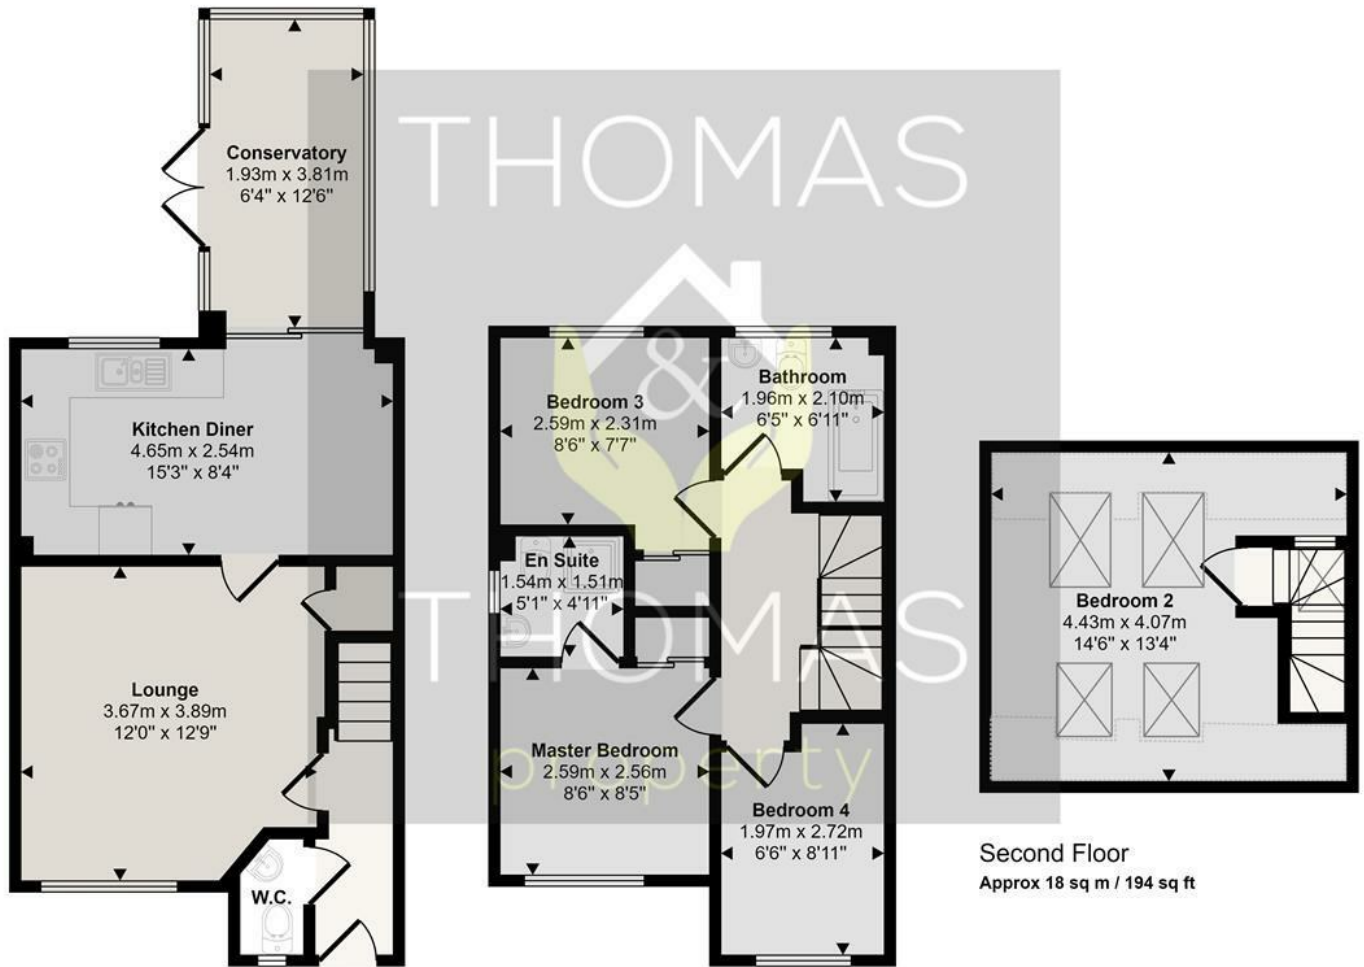 Conservatory
1.93m x 3.81m
6'4" x 12'6"
Kitchen Diner
4.65m x 2.54m
15'3" x 8'4"
Lounge
3.67m x 3.89m
12'0" x 12'9"
W.C.
THOMAS
&
THOMAS
property
Bedroom 3
2.59m x 2.31m
8'6" x 7'7"
Bathroom
1.96m x 2.10m
6'5" x 6'11"
En Suite
1.54m x 1.51m
5'1" x 4'11"
Master Bedroom
2.59m x 2.56m
8'6" x 8'5"
Bedroom 4
1.97m x 2.72m
6'6" x 8'11"
Bedroom 2
4.43m x 4.07m
14'6" x 13'4"
Second Floor
Approx 18 sq m / 194 sq ft